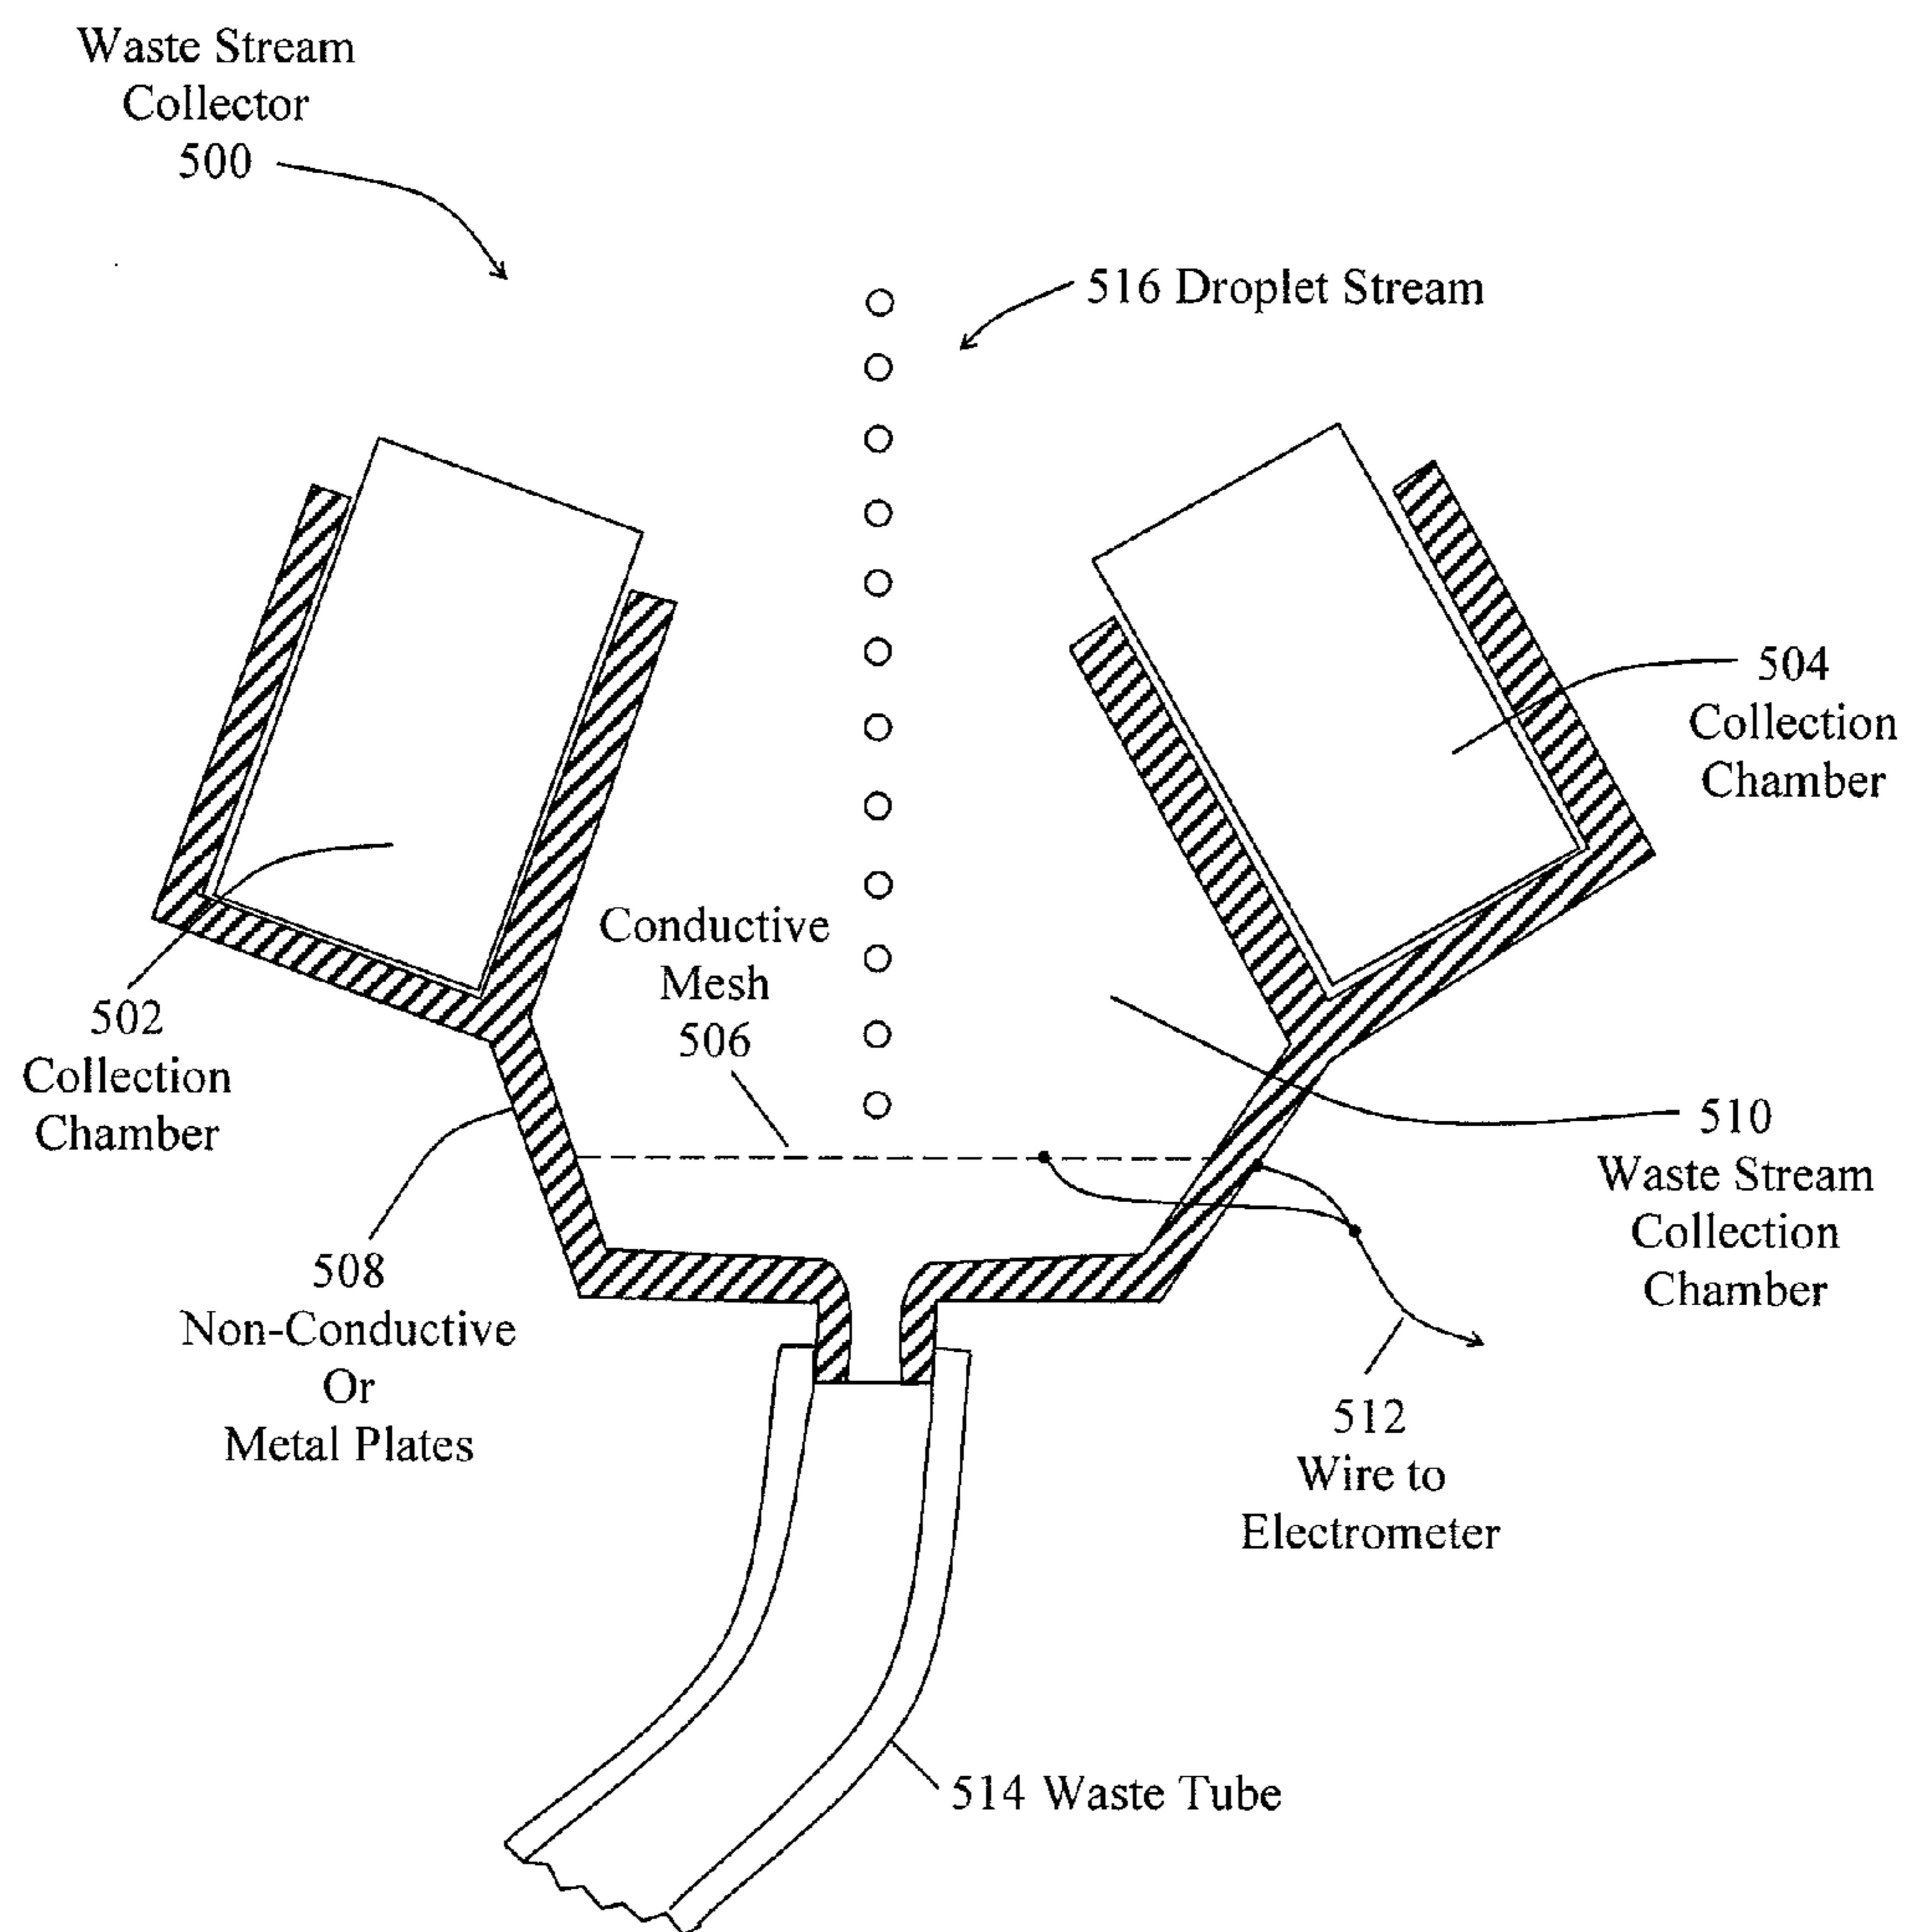 Waste Stream
Collector
500
516 Droplet Stream
504
Collection
Chamber
Conductive
Mesh
506
502
Collection
Chamber
510
Waste Stream
Collection
Chamber
508
Non-Conductive
Or
Metal Plates
512
Wire to
Electrometer
514 Waste Tube